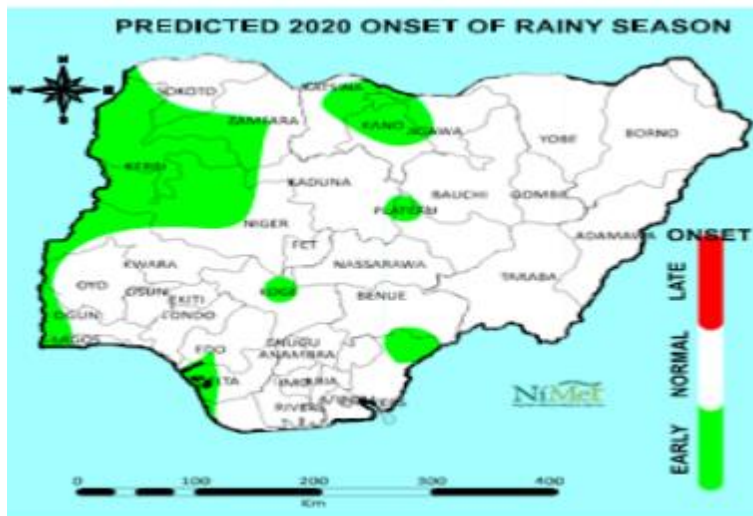 PREDICTED 2020 ONSET OF RAINY SEASON
N
W E
S
SOKOTO
KATSINA
ZAMFARA
KANO
JIGAWA
YOBE
BORNO
KEBBI
KADUNA
BAUCHI
GOMBE
PLATEAU
NIGER
ADAMAWA
ONSET
FCT
KWARA
NASSARAWA
TARABA
OYO
OSUN
EKITI
KOGI
BENUE
OGUN
ONDO
LAGOS
EDO
ENUGU
ANAMBRA
DELTA
IMO
ABIA
RIVERS
LATE
NORMAL
EARLY
NiMet
0 100 200 300 400
Km